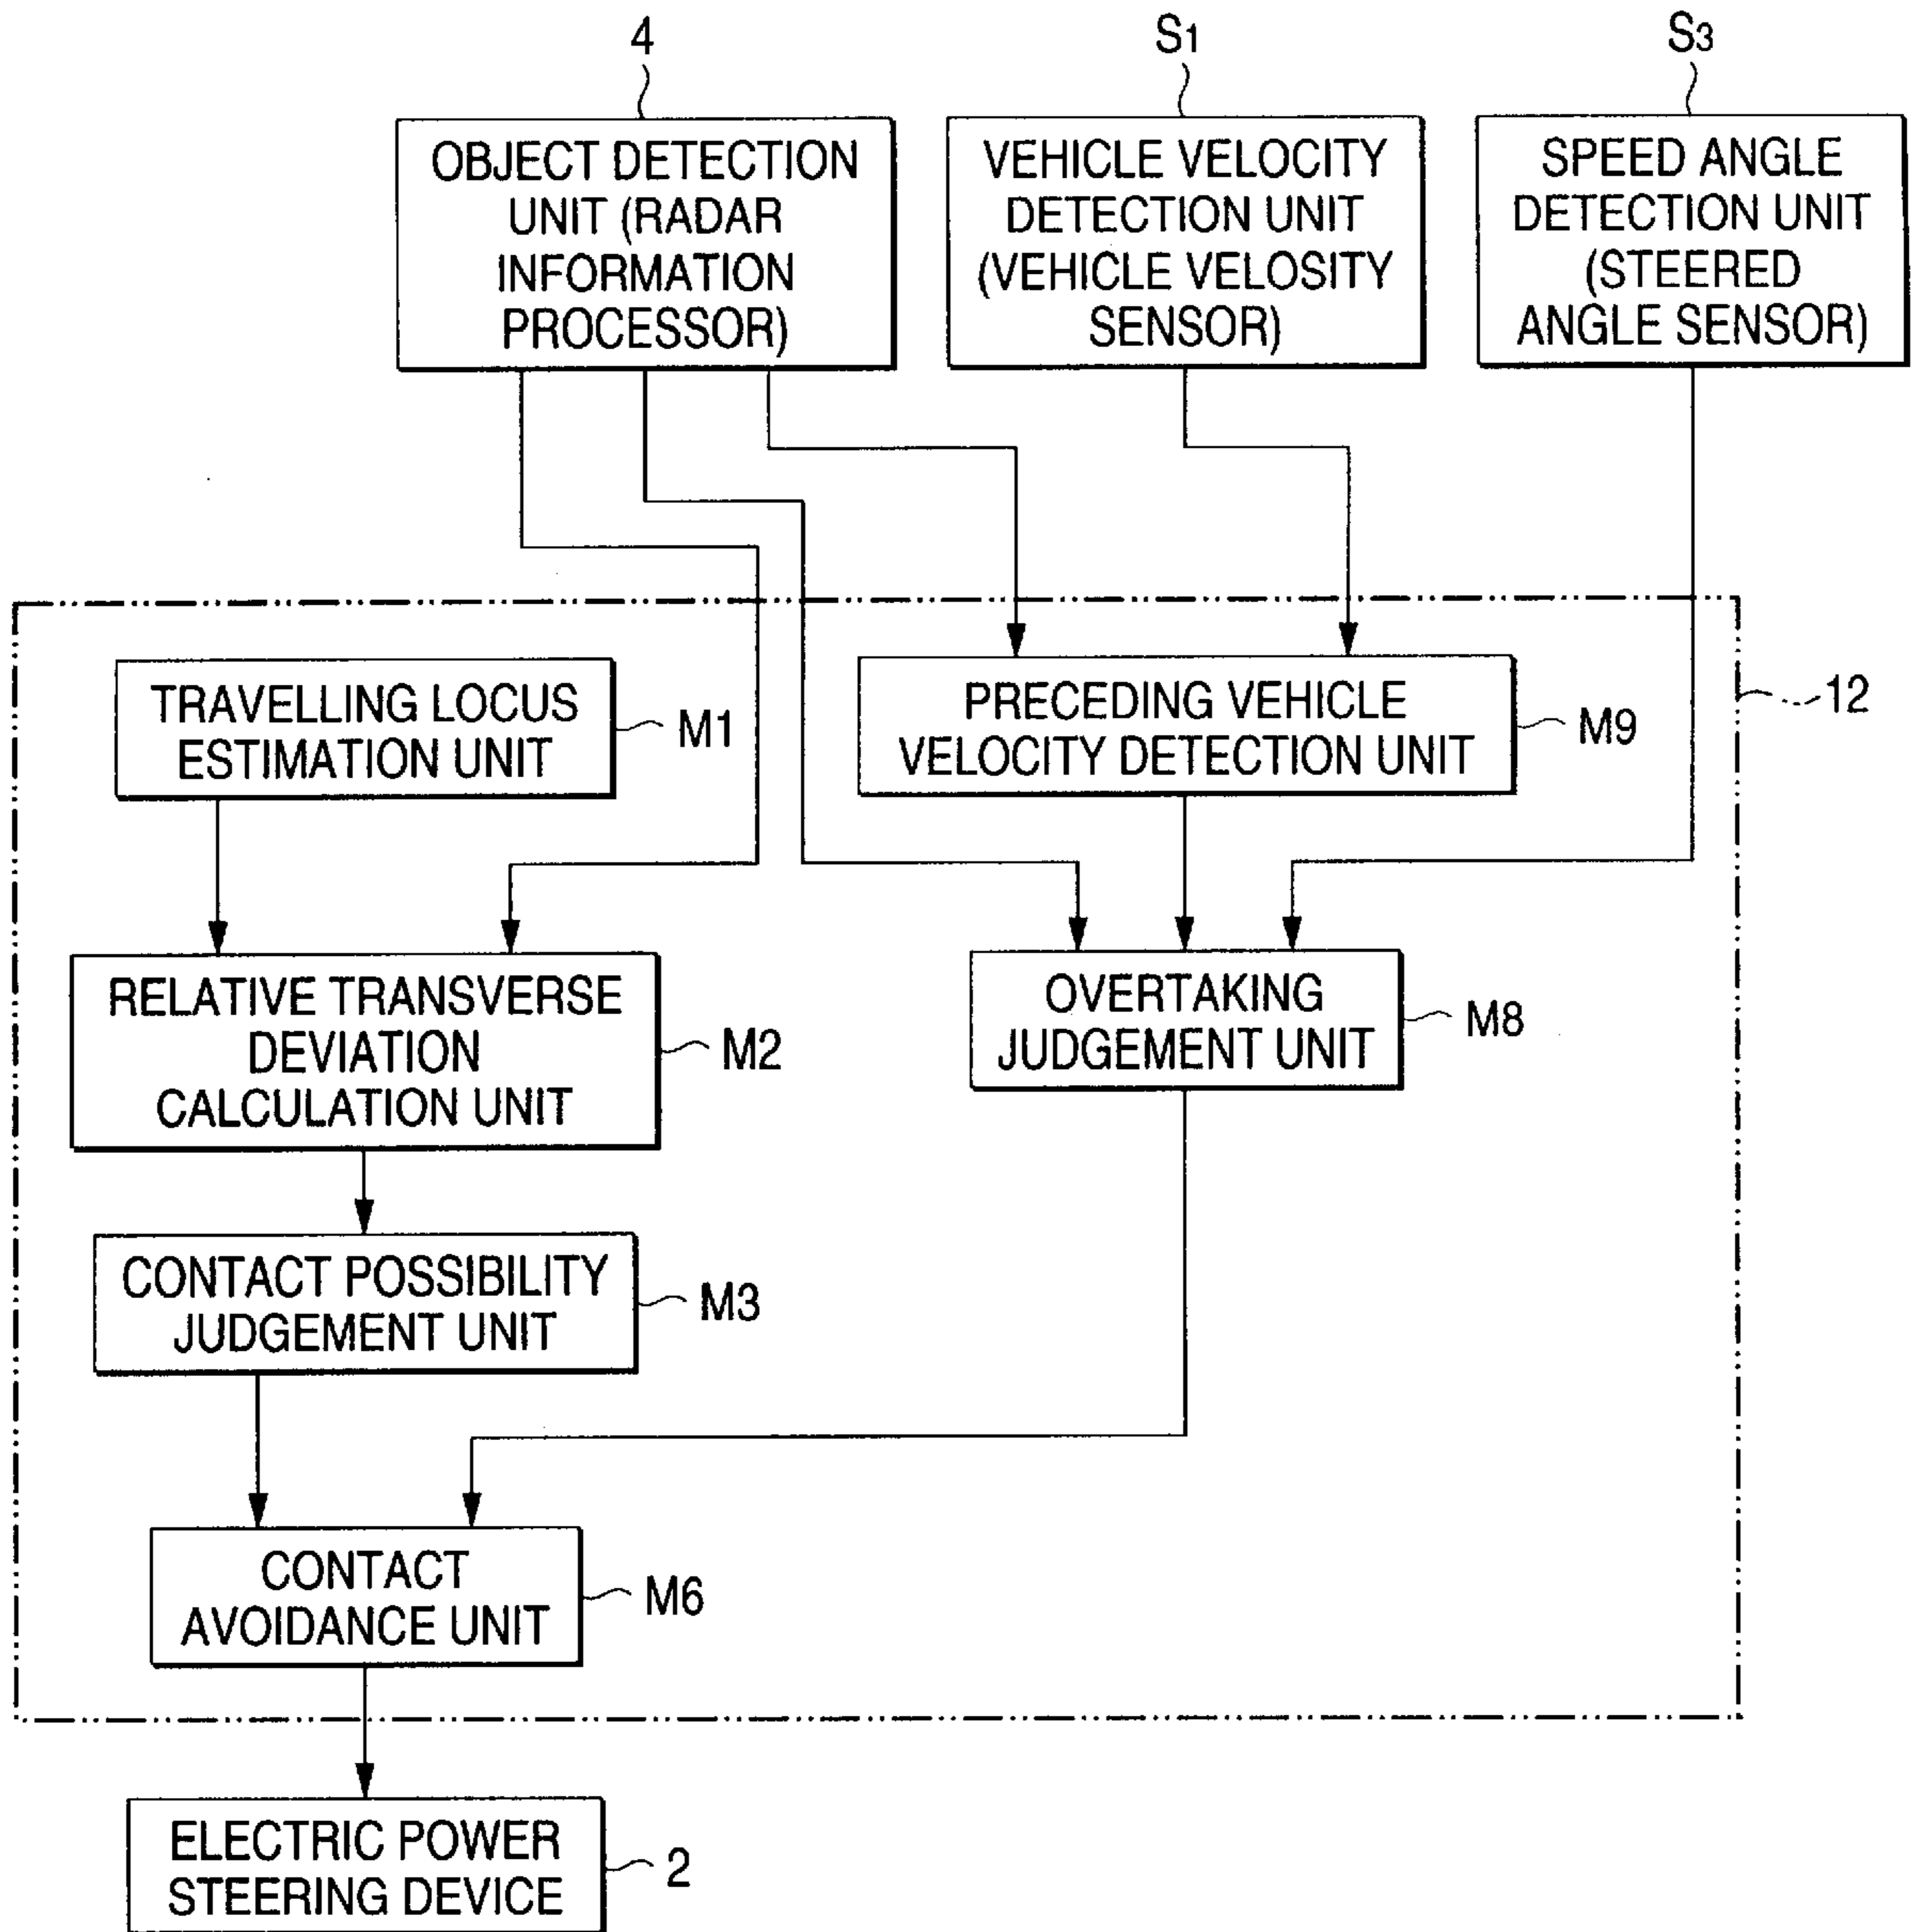 4
S1
S3
OBJECT DETECTION
UNIT (RADAR
INFORMATION
PROCESSOR)
VEHICLE VELOCITY
DETECTION UNIT
(VEHICLE VELOSITY
SENSOR)
SPEED ANGLE
DETECTION UNIT
(STEERED
ANGLE SENSOR)
TRAVELLING LOCUS
ESTIMATION UNIT
M1
PRECEDING VEHICLE
VELOCITY DETECTION UNIT
M9
12
RELATIVE TRANSVERSE
DEVIATION
CALCULATION UNIT
M2
OVERTAKING
JUDGEMENT UNIT
M8
CONTACT POSSIBILITY
JUDGEMENT UNIT
M3
CONTACT
AVOIDANCE UNIT
M6
ELECTRIC POWER
STEERING DEVICE
2